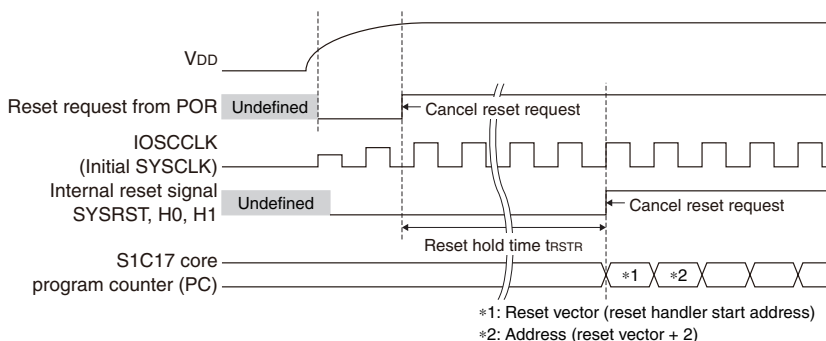 VDD
Reset request from POR
Undefined
Cancel reset request
IOSCCLK
(Initial SYSCLK)
Internal reset signal
SYSRST, H0, H1
Undefined
Cancel reset request
Reset hold time tRSTR
S1C17 core
program counter (PC)
*1
*2
*1: Reset vector (reset handler start address)
*2: Address (reset vector + 2)